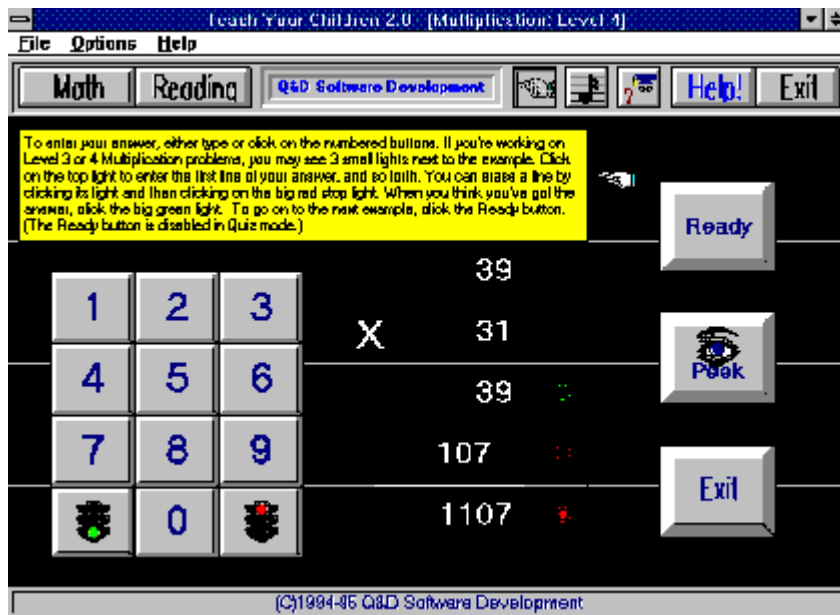 Teach Your Children 2.0 - [Multiplication: Level 4]
File Options Help
Math Reading Q&D Software Development Help! Exit
To enter your answer, either type or click on the numbered buttons. If you're working on
Level 3 or 4 Multiplication problems, you may see 3 small lights next to the example. Click
on the top light to enter the first line of your answer, and so forth. You can erase a line by
clicking its light and then clicking on the big red stop light. When you think you've got the
answer, click the big green light. To go on to the next example, click the Ready button.
(The Ready button is disabled in Quiz mode.)
Ready
39
1 2 3
X 31
Peek
4 5 6
39
7 8 9
107
Exit
0
1107
(C)1994-95 Q&D Software Development